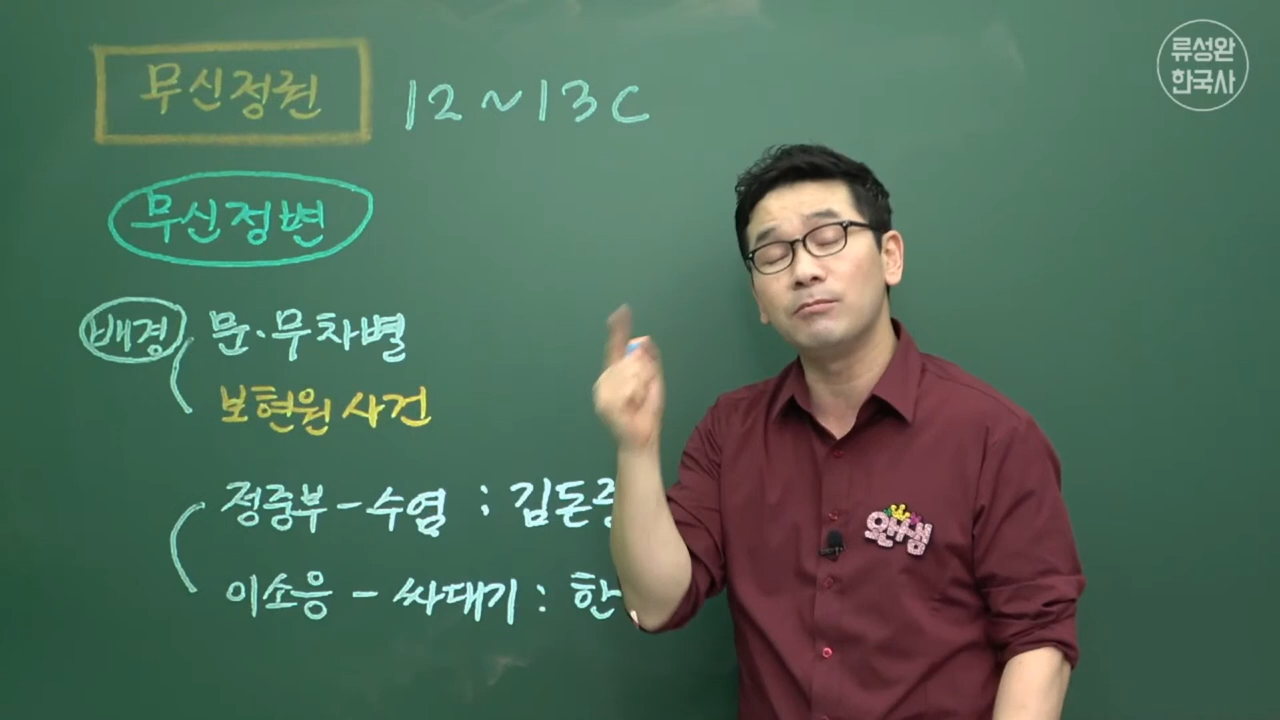 무신정권 12~13C
류성완
한국사
무신정변
배경 문·무차별
보현원 사건
정중부-수염 : 김돈중
이소응 - 싸대기 : 한
완사쌤